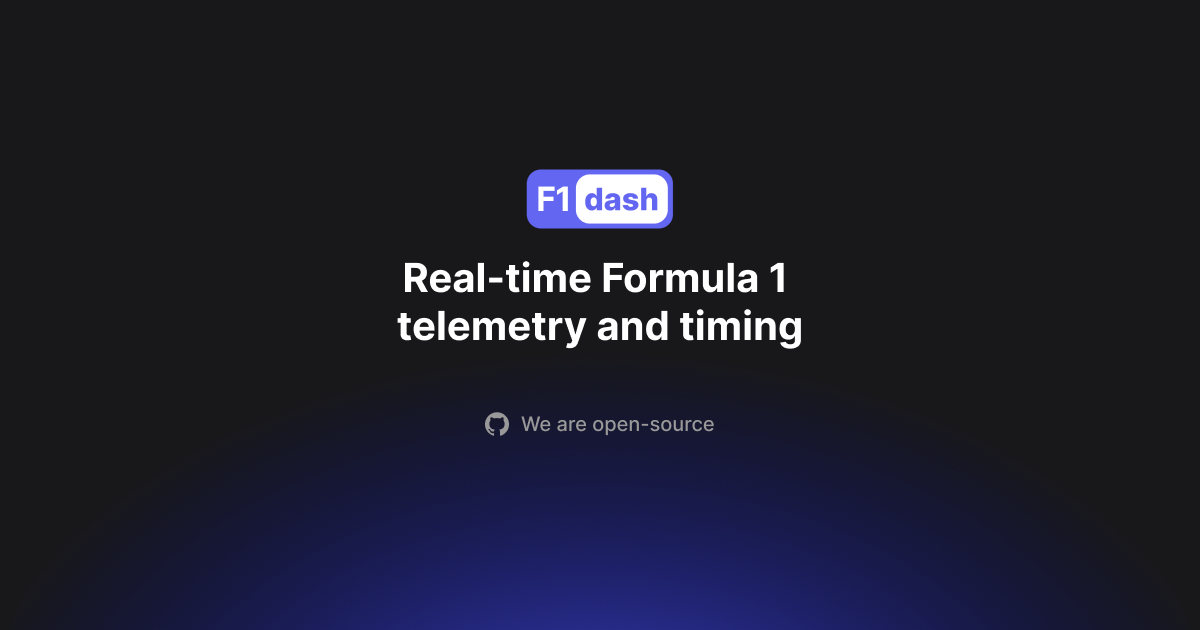 F1 dash
Real-time Formula 1
telemetry and timing
We are open-source